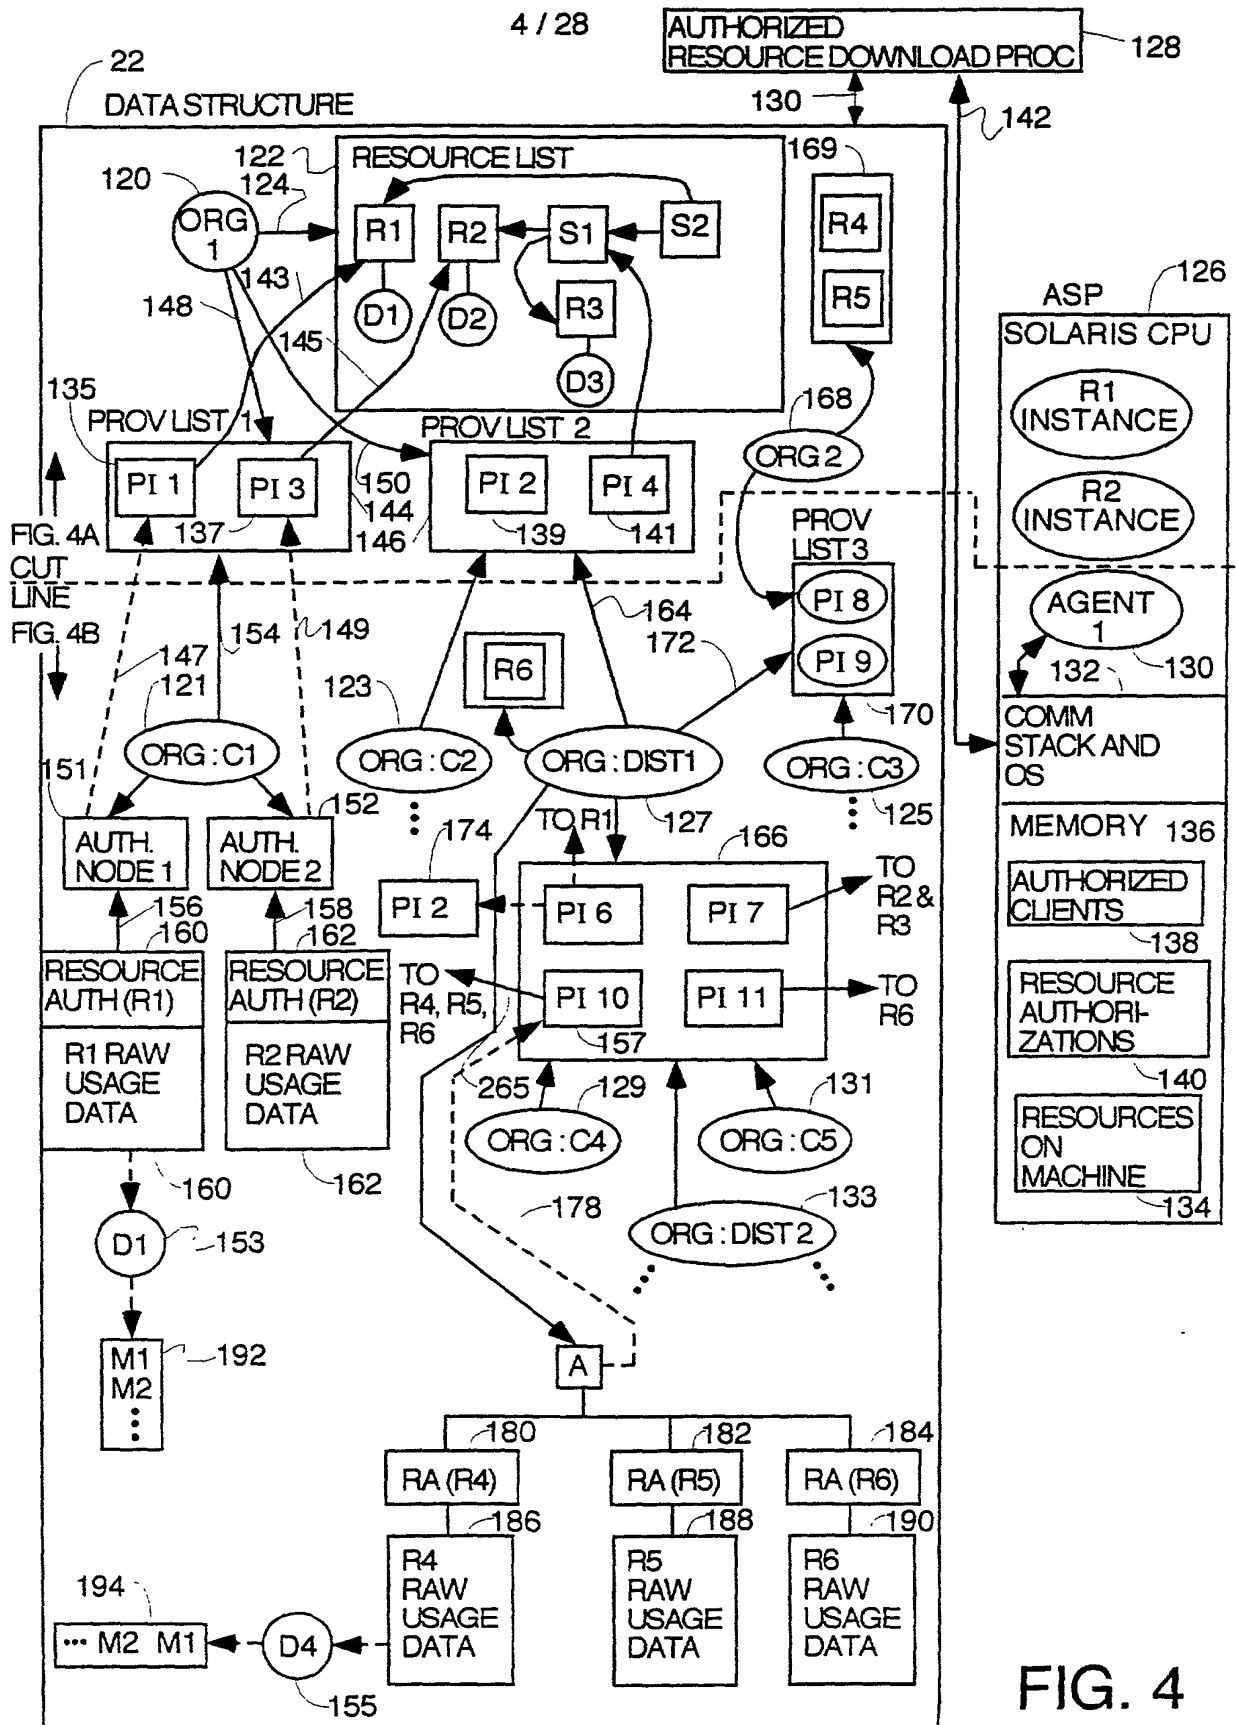 4 / 28
AUTHORIZED
RESOURCE DOWNLOAD PROC
128
22
DATA STRUCTURE
130
142
122
RESOURCE LIST
169
120
124
ORG
1
R1
R2
S1
S2
R4
R5
143
148
D1
D2
R3
145
D3
126
ASP
SOLARIS CPU
R1
INSTANCE
R2
INSTANCE
135
PROV LIST 1
PROV LIST 2
168
ORG 2
PI 1
PI 3
PI 2
PI 4
150
144
137
146
139
141
FIG. 4A
CUT
LINE
FIG. 4B
PROV
LIST 3
PI 8
PI 9
170
AGENT
1
130
132
147
154
149
164
172
121
123
R6
ORG : C1
ORG : C2
ORG : DIST1
ORG : C3
127
125
COMM
STACK AND
OS
151
152
AUTH.
NODE 1
AUTH.
NODE 2
174
TO R1
166
MEMORY 136
AUTHORIZED
CLIENTS
138
PI 2
PI 6
PI 7
TO
R2 &
R3
156
158
160
162
RESOURCE
AUTH (R1)
RESOURCE
AUTH (R2)
TO
R4, R5,
R6
PI 10
PI 11
TO
R6
157
RESOURCE
AUTHORI-
ZATIONS
140
R1 RAW
USAGE
DATA
R2 RAW
USAGE
DATA
265
129
131
ORG : C4
ORG : C5
RESOURCES
ON
MACHINE
134
160
162
178
133
ORG : DIST 2
D1
153
M1
M2
192
A
180
182
184
RA (R4)
RA (R5)
RA (R6)
186
188
190
R4
RAW
USAGE
DATA
R5
RAW
USAGE
DATA
R6
RAW
USAGE
DATA
194
••• M2 M1
D4
155
FIG. 4